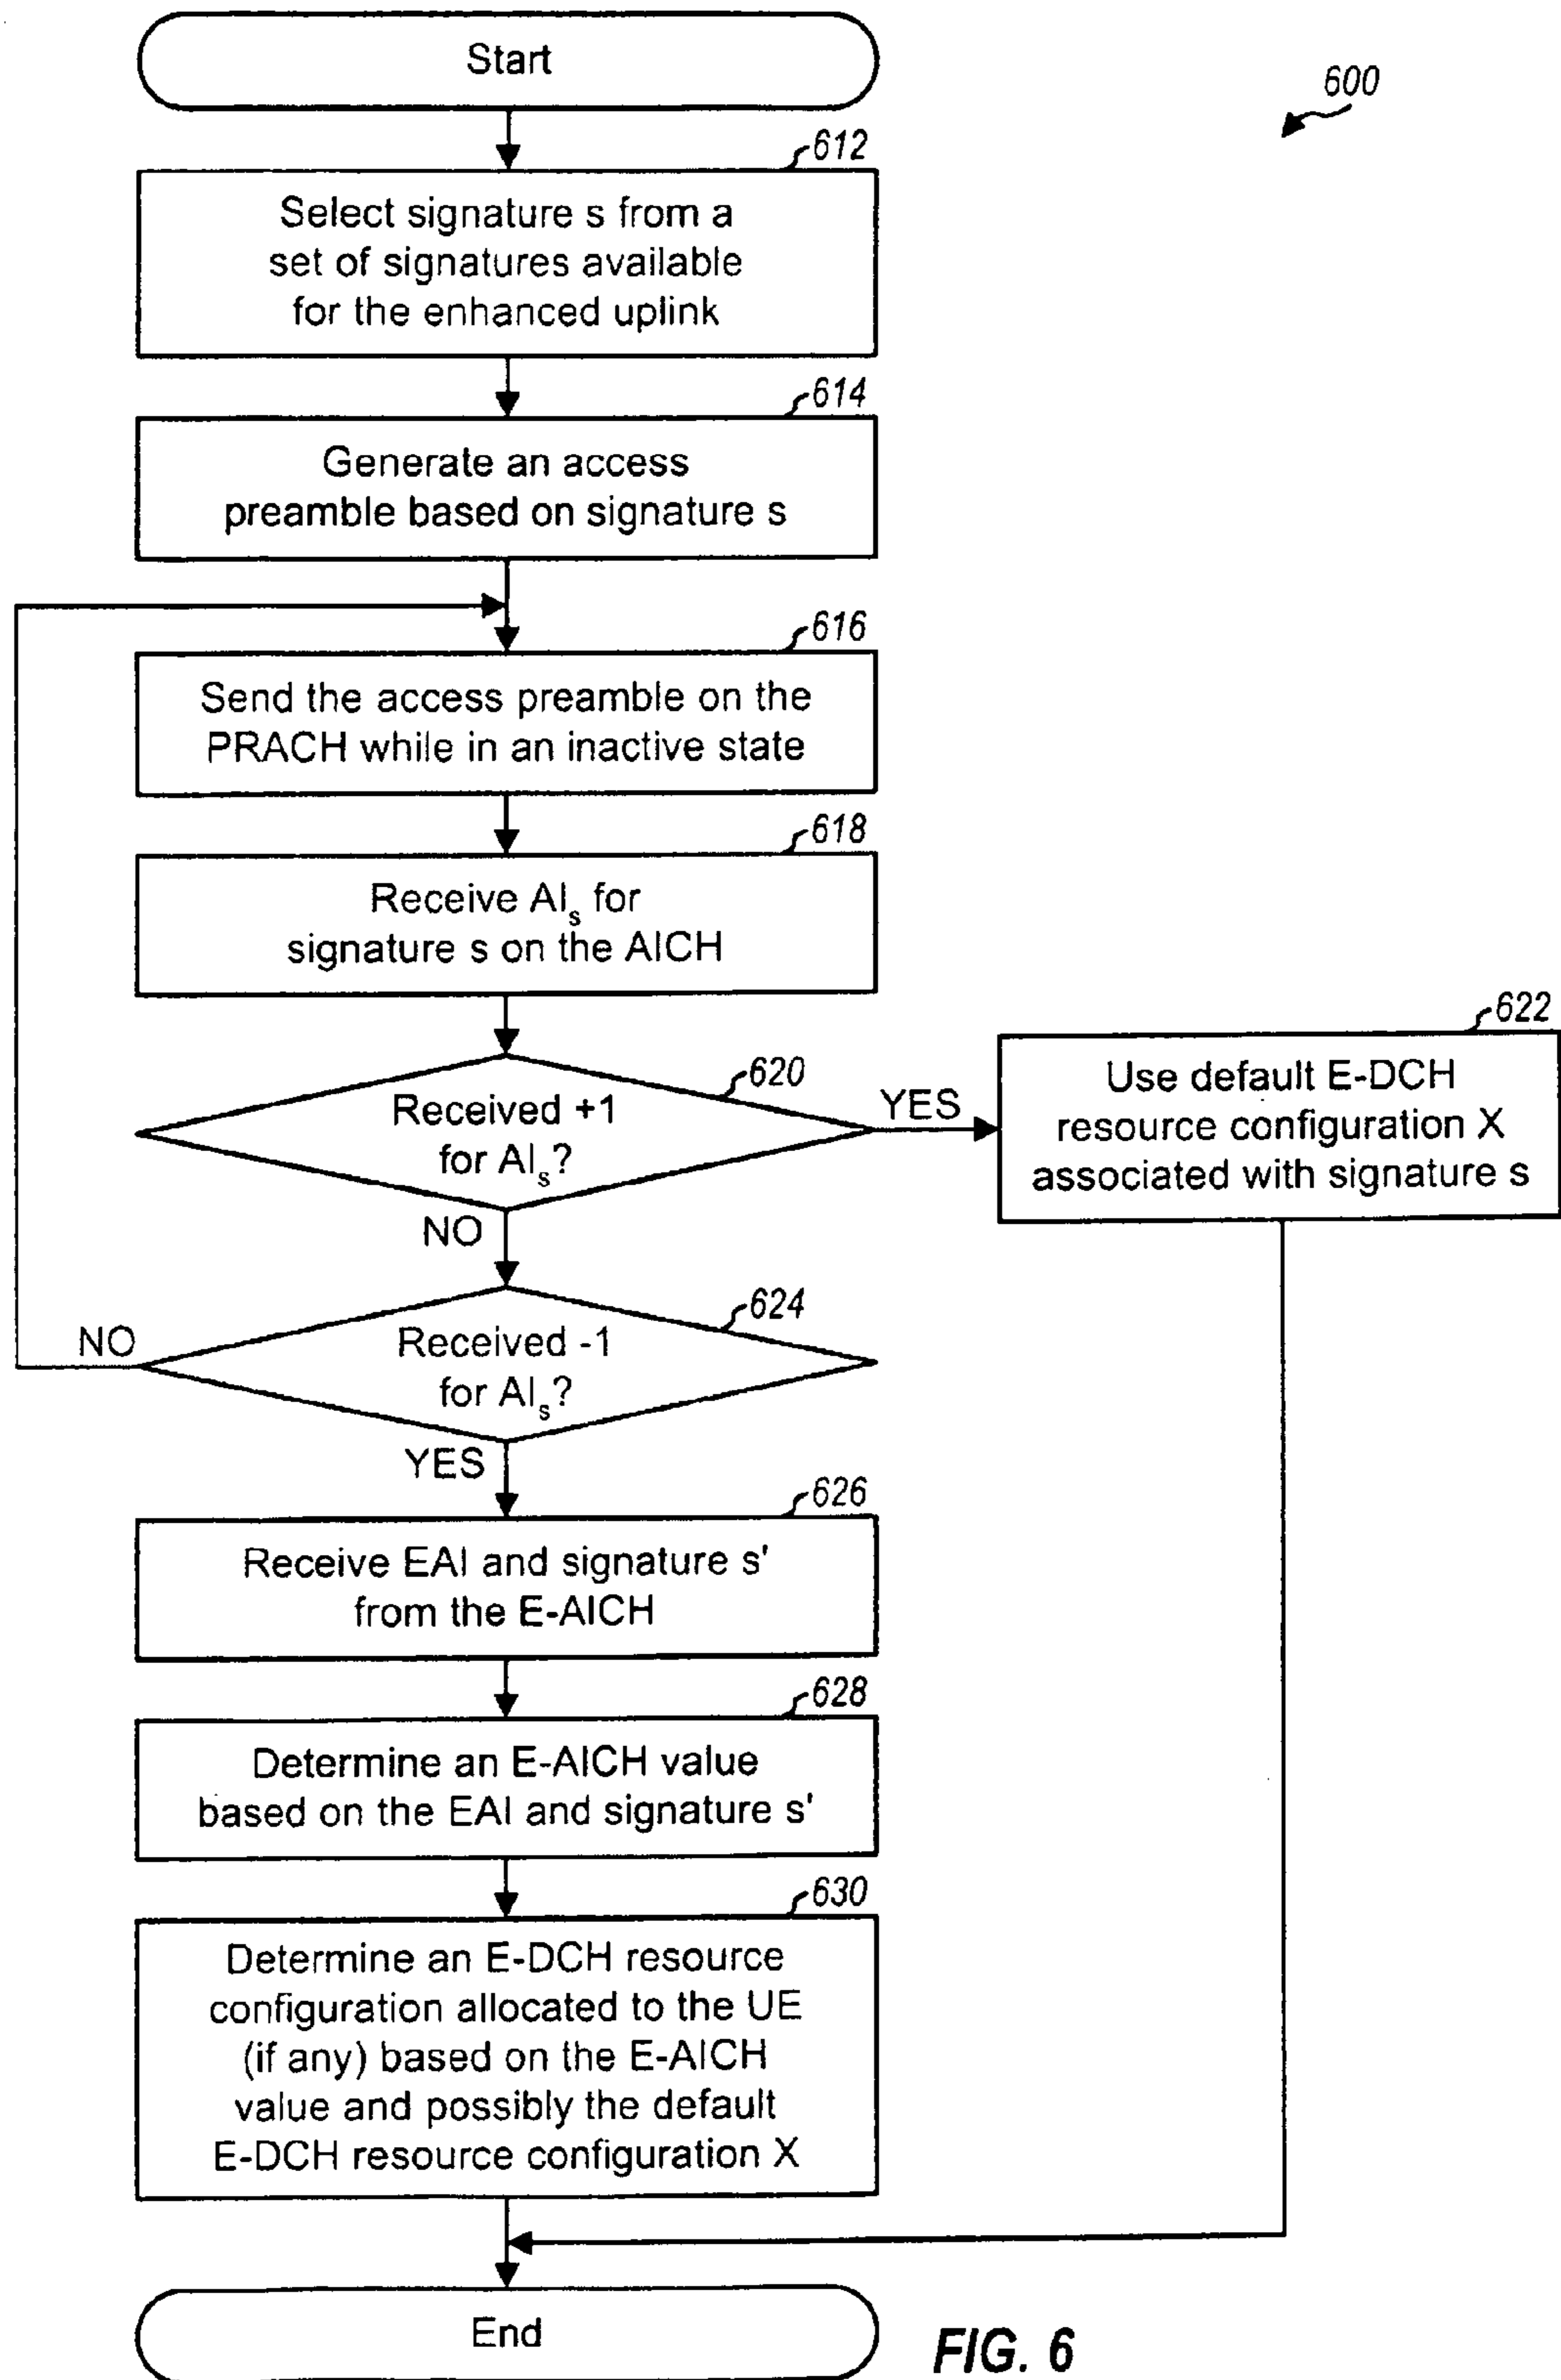 Start
600
612
Select signature s from a
set of signatures available
for the enhanced uplink
614
Generate an access
preamble based on signature s
616
Send the access preamble on the
PRACH while in an inactive state
618
Receive AIs for
signature s on the AICH
620
Received +1
for AIs?
YES
NO
622
Use default E-DCH
resource configuration X
associated with signature s
624
Received -1
for AIs?
NO
YES
626
Receive EAI and signature s'
from the E-AICH
628
Determine an E-AICH value
based on the EAI and signature s'
630
Determine an E-DCH resource
configuration allocated to the UE
(if any) based on the E-AICH
value and possibly the default
E-DCH resource configuration X
End
FIG. 6